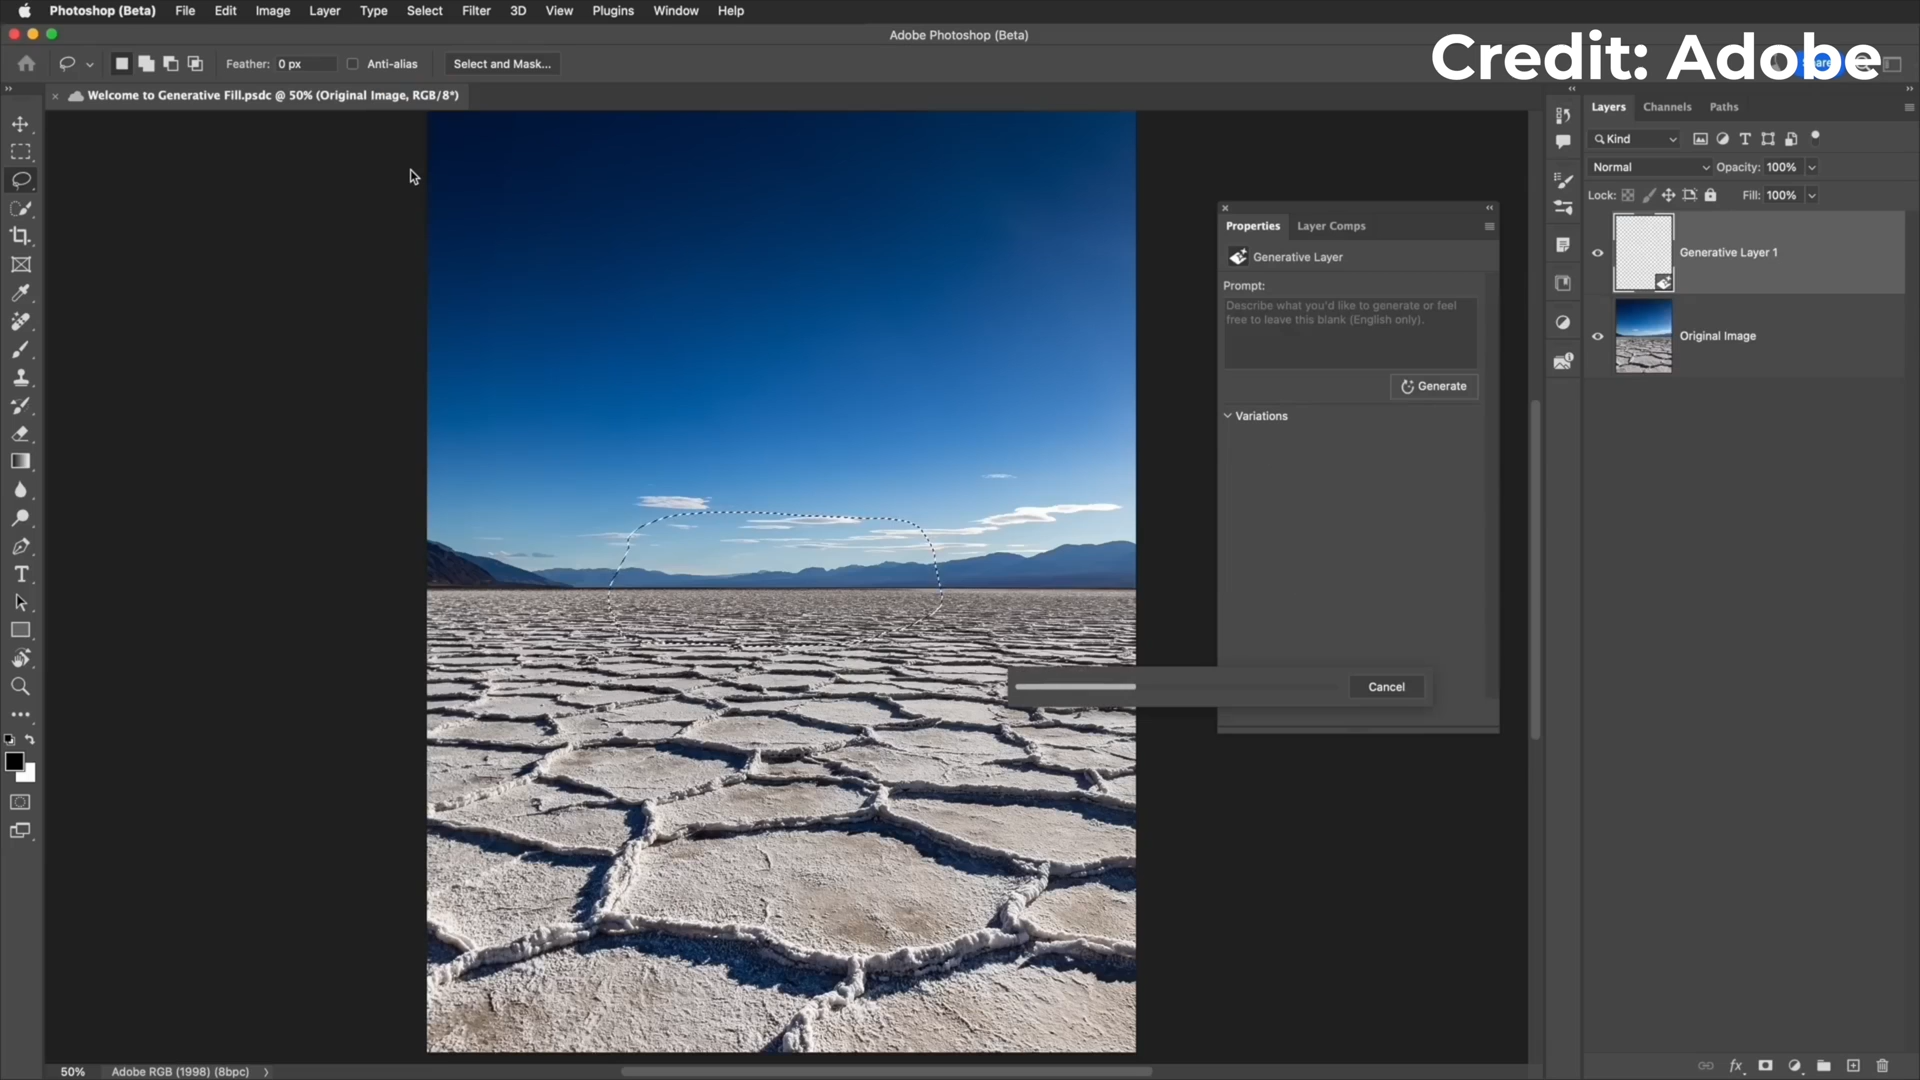 Photoshop (Beta) File Edit Image Layer Type Select Filter 3D View Plugins Window Help
Adobe Photoshop (Beta)
Credit: Adobe
Feather: 0 px Anti-alias Select and Mask...
Share
Welcome to Generative Fill.psdc @ 50% (Original Image, RGB/8*)
Layers Channels Paths
Kind
Normal Opacity: 100%
Lock: Fill: 100%
Generative Layer 1
Original Image
Properties Layer Comps
Generative Layer
Prompt:
Describe what you'd like to generate or feel
free to leave this blank (English only).
Generate
Variations
Cancel
50% Adobe RGB (1998) (8bpc)